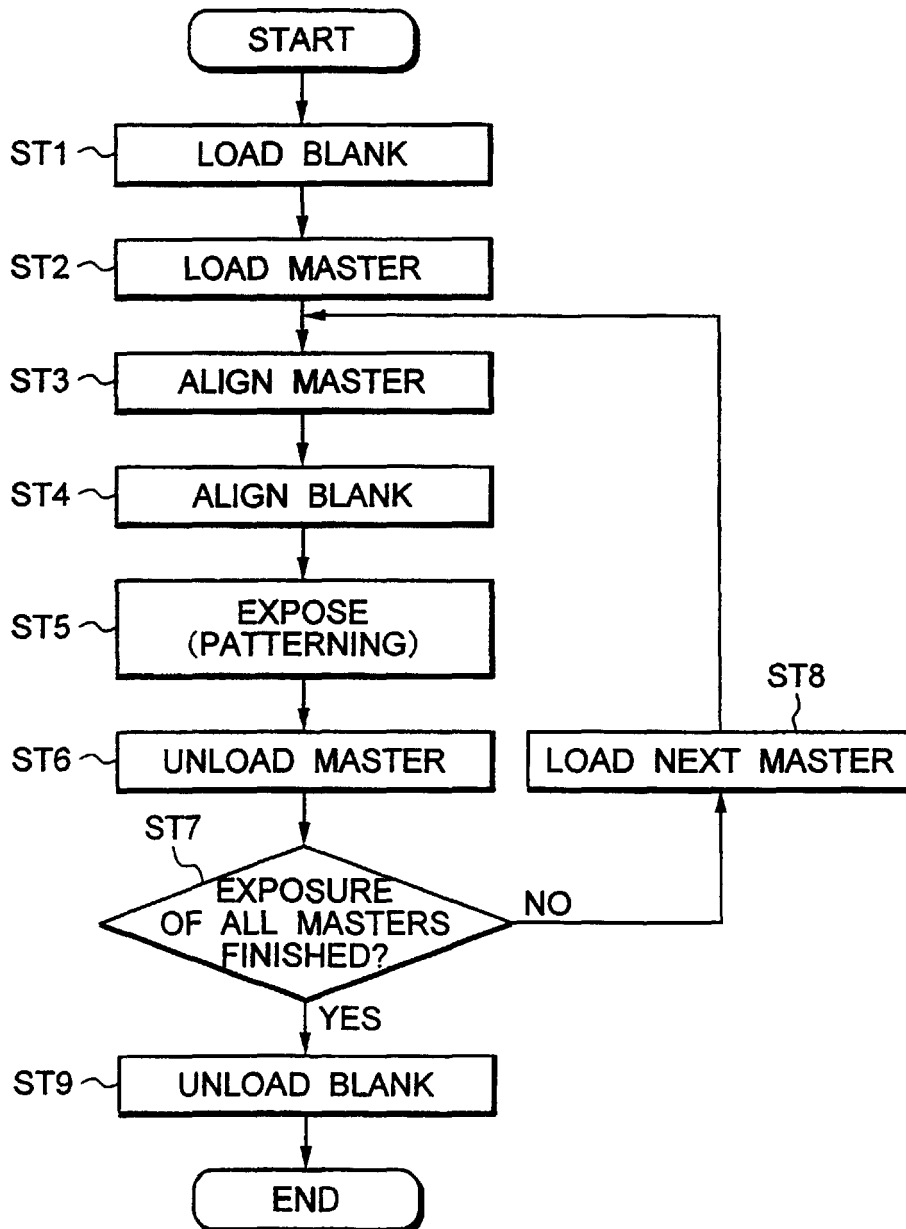 START
ST1
LOAD BLANK
ST2
LOAD MASTER
ST3
ALIGN MASTER
ST4
ALIGN BLANK
ST5
EXPOSE
(PATTERNING)
ST6
UNLOAD MASTER
ST8
LOAD NEXT MASTER
ST7
EXPOSURE
OF ALL MASTERS
FINISHED?
NO
YES
ST9
UNLOAD BLANK
END